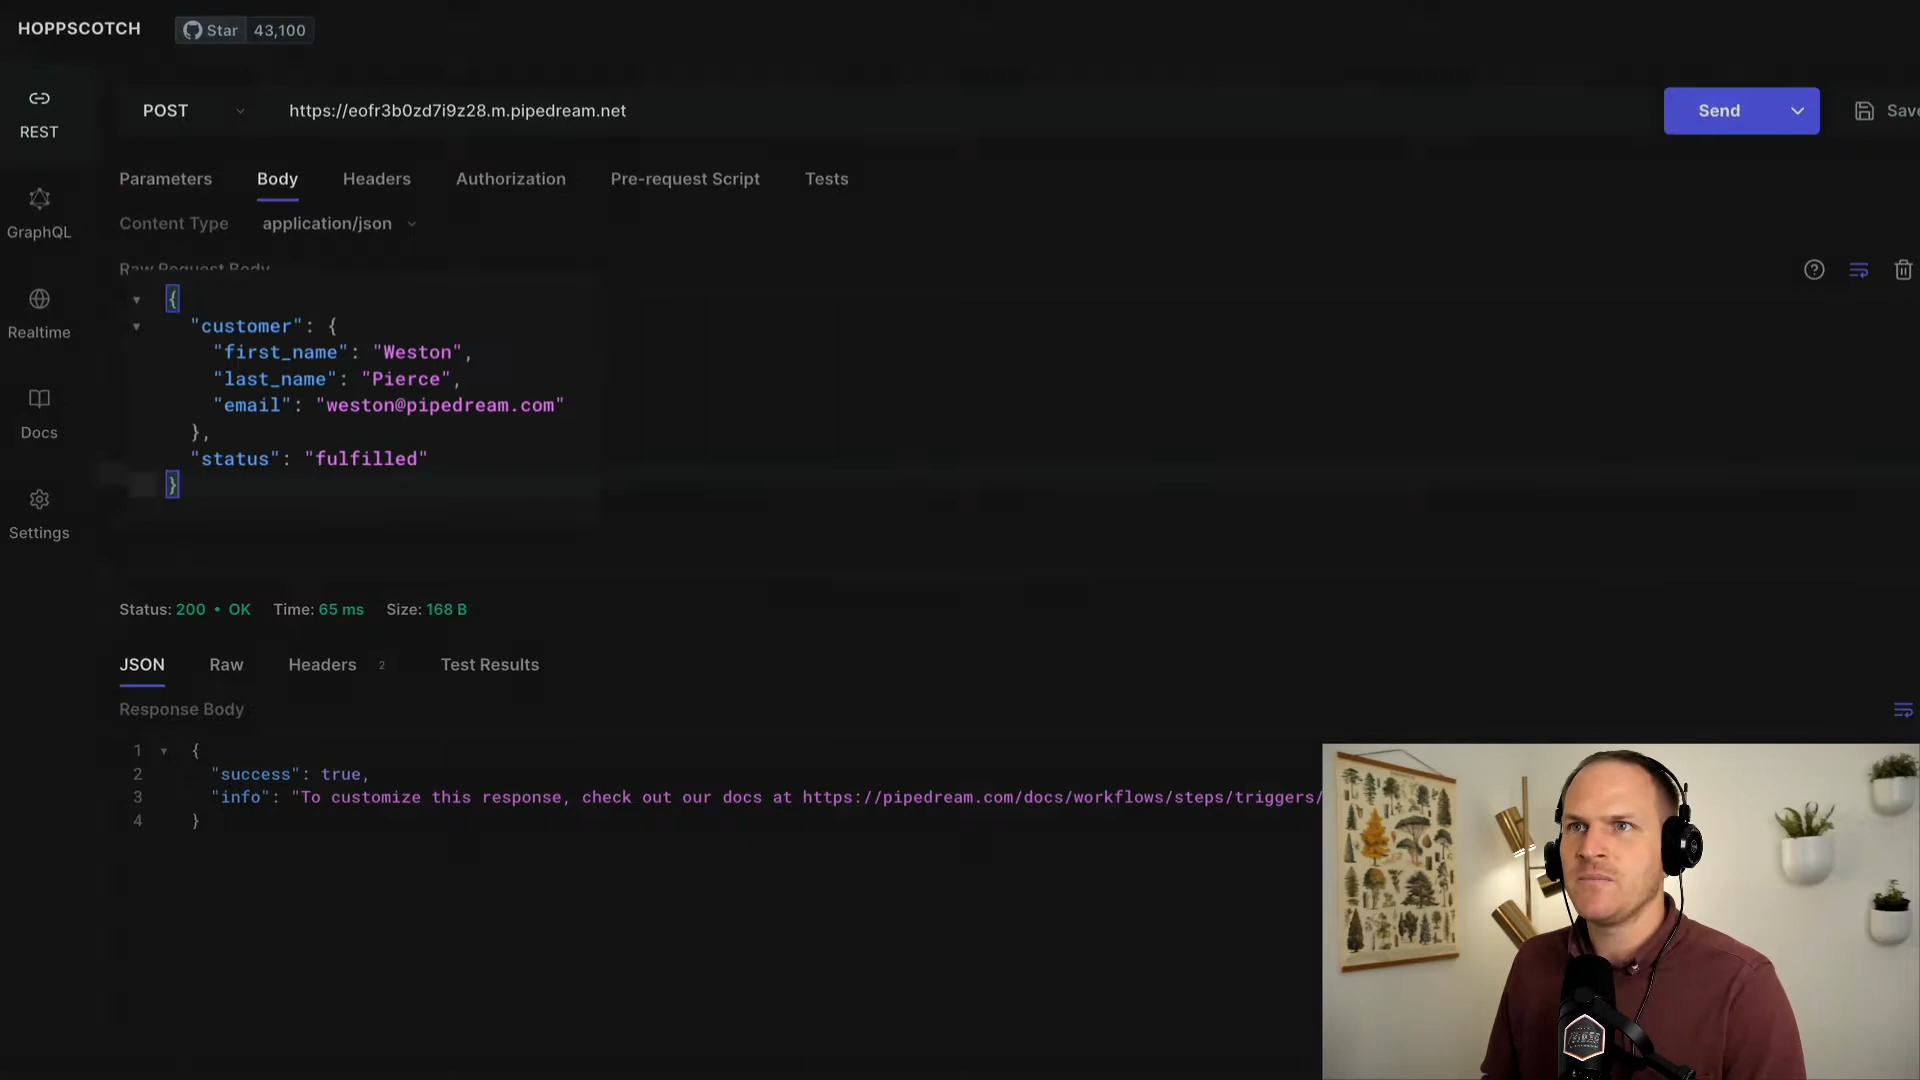 HOPPSCOTCH
Star 43,100
REST
GraphQL
Realtime
Docs
Settings
POST https://eofr3b0zd7i9z28.m.pipedream.net
Send
Save
Parameters Body Headers Authorization Pre-request Script Tests
Content Type application/json
Raw Request Body
{
"customer": {
"first_name": "Weston",
"last_name": "Pierce",
"email": "weston@pipedream.com"
},
"status": "fulfilled"
}
Status: 200 • OK Time: 65 ms Size: 168 B
JSON Raw Headers 2 Test Results
Response Body
1 {
2 "success": true,
3 "info": "To customize this response, check out our docs at https://pipedream.com/docs/workflows/steps/triggers/
4 }